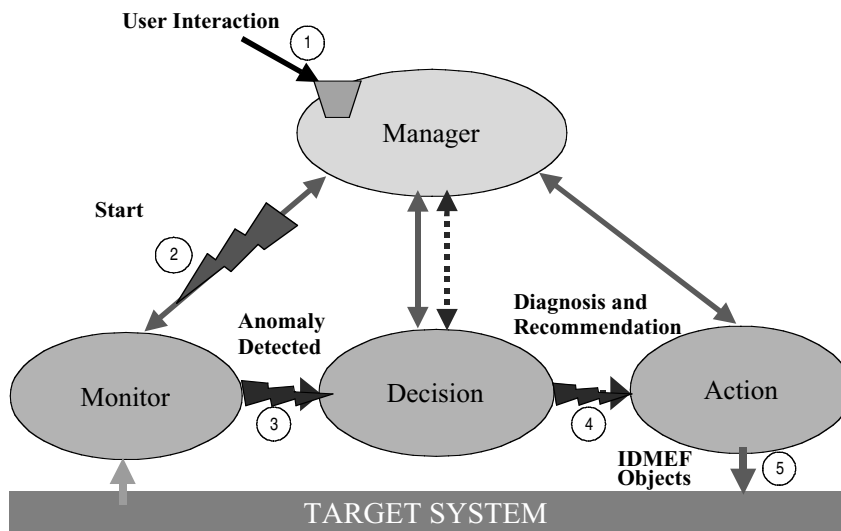 User Interaction
1
Manager
Start
2
Anomaly
Detected
Diagnosis and
Recommendation
Monitor
3
Decision
4
Action
IDMEF
Objects
5
TARGET SYSTEM